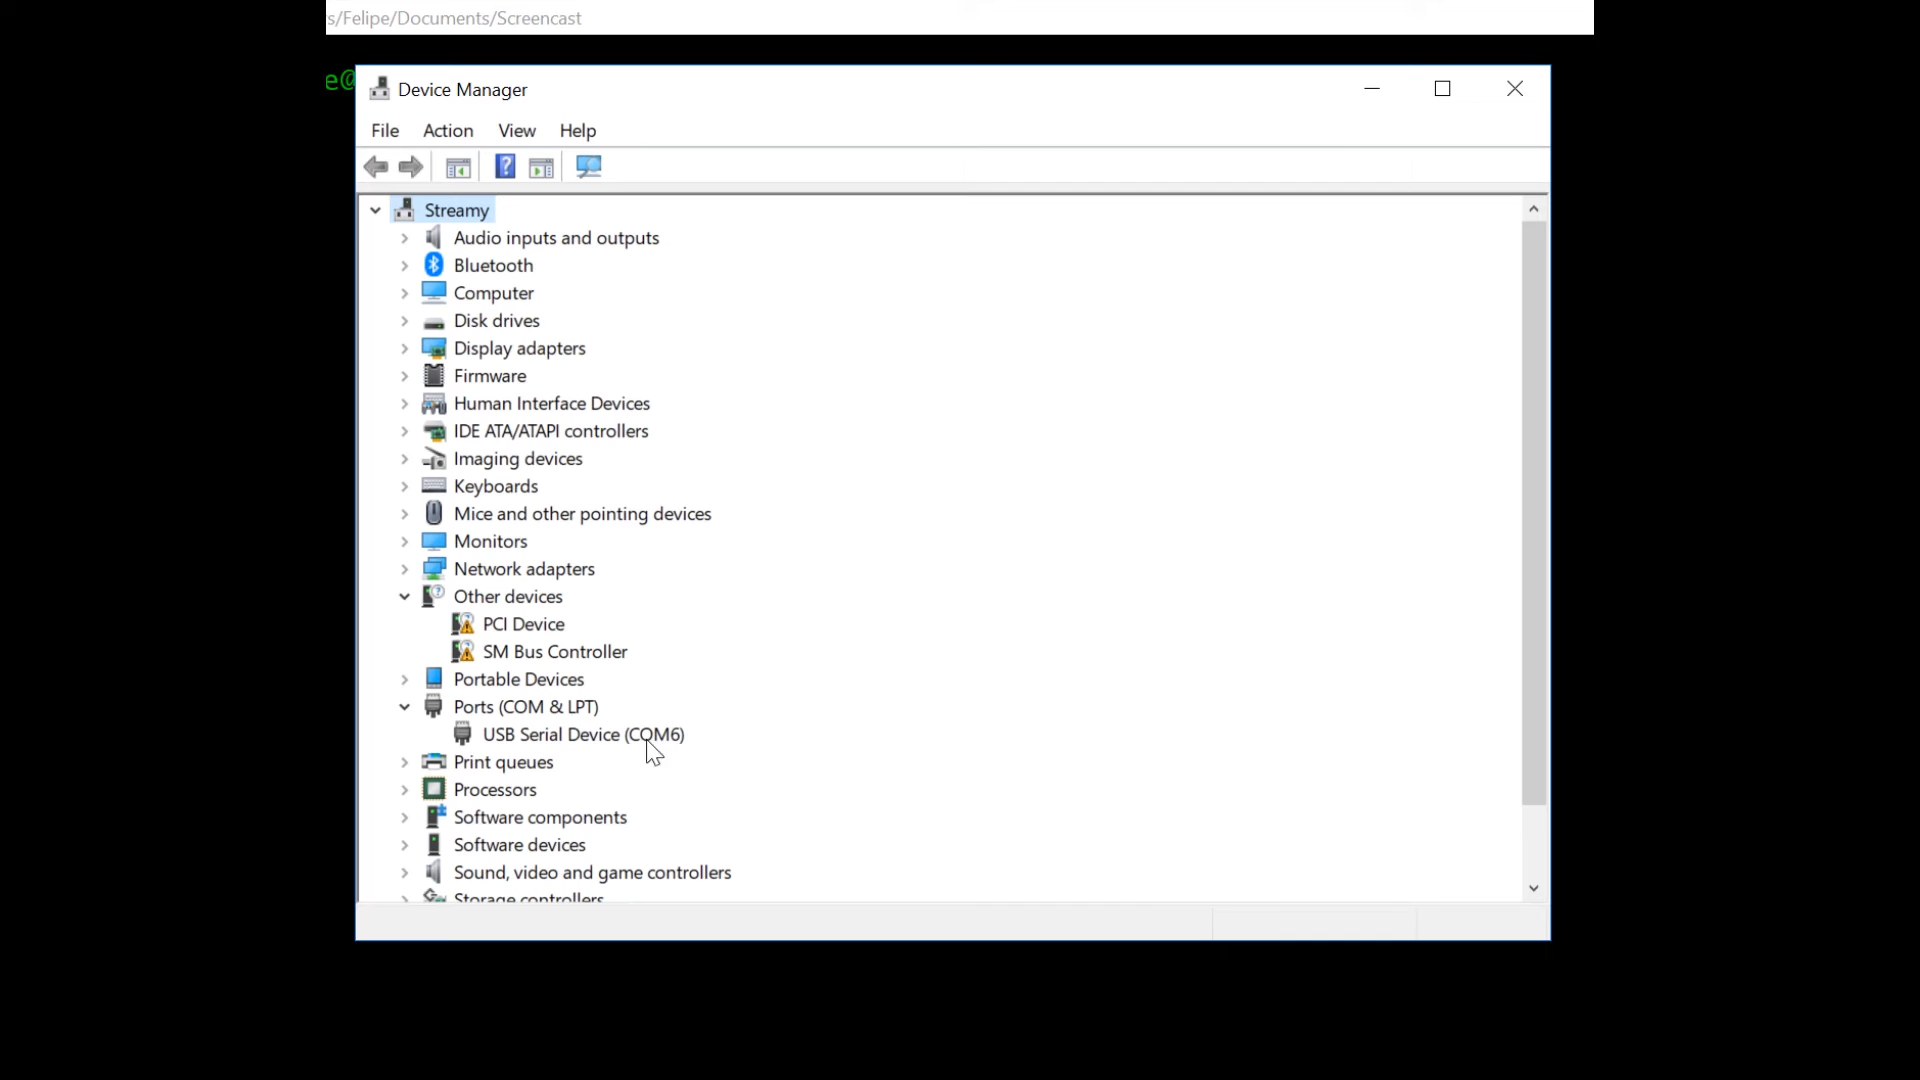 s/Felipe/Documents/Screencast
e@
Device Manager
File Action View Help
Streamy
Audio inputs and outputs
Bluetooth
Computer
Disk drives
Display adapters
Firmware
Human Interface Devices
IDE ATA/ATAPI controllers
Imaging devices
Keyboards
Mice and other pointing devices
Monitors
Network adapters
Other devices
PCI Device
SM Bus Controller
Portable Devices
Ports (COM & LPT)
USB Serial Device (COM6)
Print queues
Processors
Software components
Software devices
Sound, video and game controllers
Storage controllers